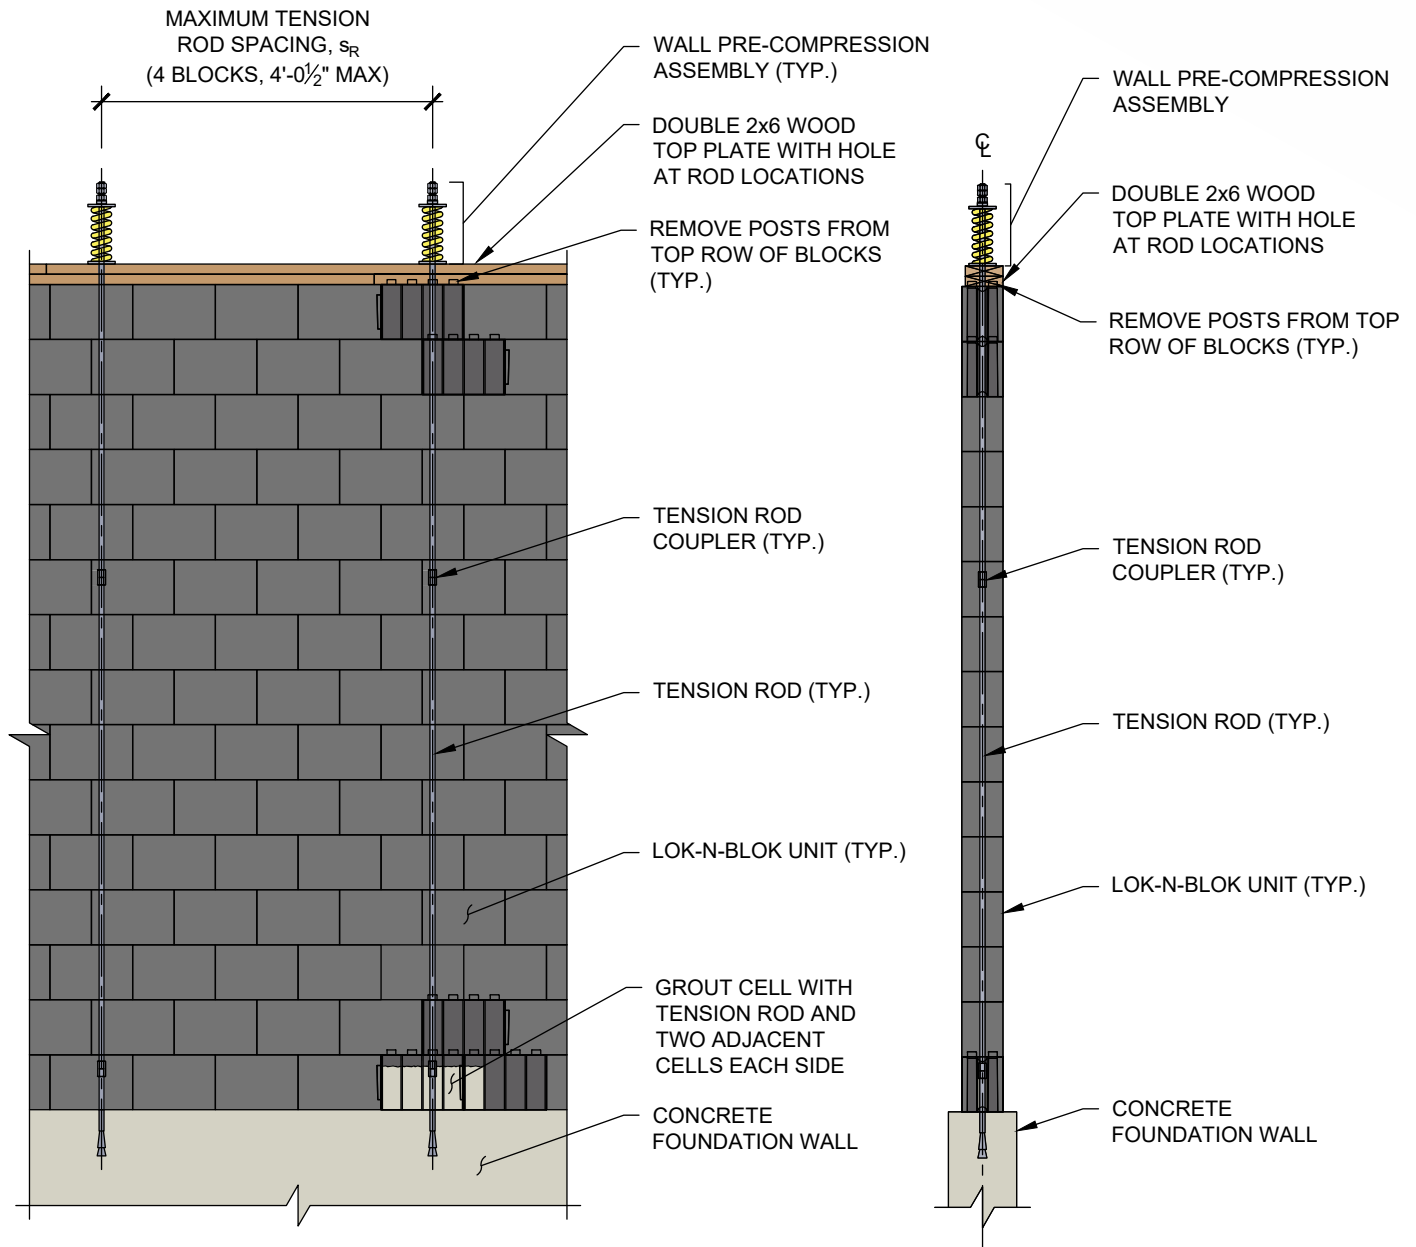 MAXIMUM TENSION
ROD SPACING, sR
(4 BLOCKS, 4'-0½" MAX)
WALL PRE-COMPRESSION
ASSEMBLY (TYP.)
DOUBLE 2x6 WOOD
TOP PLATE WITH HOLE
AT ROD LOCATIONS
REMOVE POSTS FROM
TOP ROW OF BLOCKS
(TYP.)
TENSION ROD
COUPLER (TYP.)
TENSION ROD (TYP.)
LOK-N-BLOK UNIT (TYP.)
GROUT CELL WITH
TENSION ROD AND
TWO ADJACENT
CELLS EACH SIDE
CONCRETE
FOUNDATION WALL
℄
WALL PRE-COMPRESSION
ASSEMBLY
DOUBLE 2x6 WOOD
TOP PLATE WITH HOLE
AT ROD LOCATIONS
REMOVE POSTS FROM TOP
ROW OF BLOCKS (TYP.)
TENSION ROD
COUPLER (TYP.)
TENSION ROD (TYP.)
LOK-N-BLOK UNIT (TYP.)
CONCRETE
FOUNDATION WALL